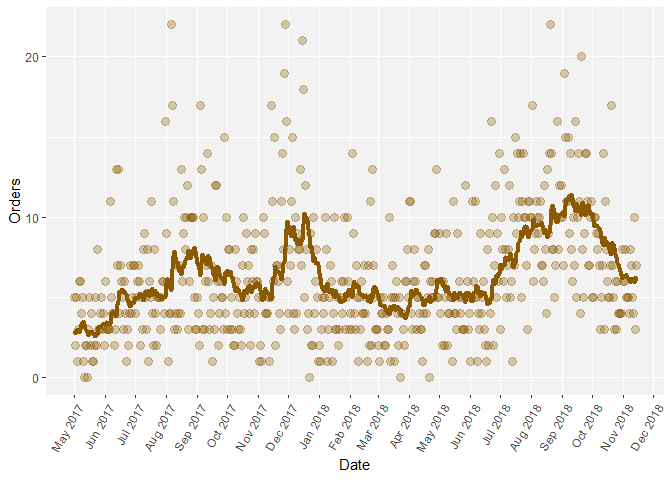 Orders
20
10
0
May 2017
Jun 2017
Jul 2017
Aug 2017
Sep 2017
Oct 2017
Nov 2017
Dec 2017
Jan 2018
Feb 2018
Mar 2018
Apr 2018
May 2018
Jun 2018
Jul 2018
Aug 2018
Sep 2018
Oct 2018
Nov 2018
Dec 2018
Date